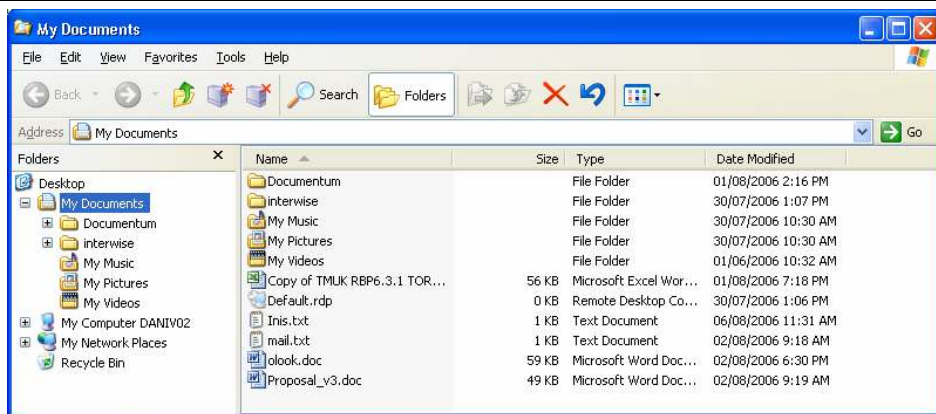 My Documents
File Edit View Favorites Tools Help
Back Search Folders
Address My Documents Go
Folders x Name Size Type Date Modified
Desktop Documentum File Folder 01/08/2006 2:16 PM
My Documents interwise File Folder 30/07/2006 1:07 PM
Documentum My Music File Folder 30/07/2006 10:30 AM
interwise My Pictures File Folder 30/07/2006 10:30 AM
My Music My Videos File Folder 01/06/2006 10:32 AM
My Pictures Copy of TMUK RBP6.3.1 TOR... 56 KB Microsoft Excel Wor... 01/08/2006 7:18 PM
My Videos Default.rdp 0 KB Remote Desktop Co... 30/07/2006 1:06 PM
My Computer DANIV02 Inis.txt 1 KB Text Document 06/08/2006 11:31 AM
My Network Places mail.txt 1 KB Text Document 02/08/2006 9:18 AM
Recycle Bin olook.doc 59 KB Microsoft Word Doc... 02/08/2006 6:30 PM
Proposal_v3.doc 49 KB Microsoft Word Doc... 02/08/2006 9:19 AM